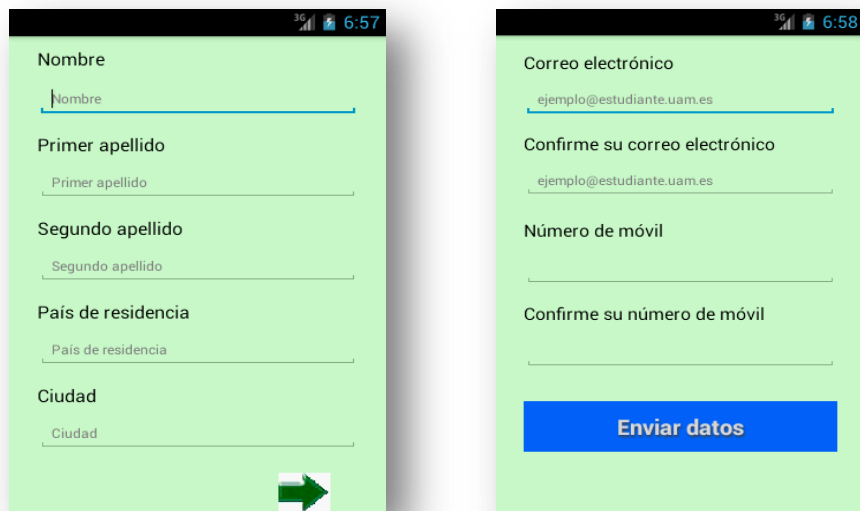 3G 6:57
Nombre
Nombre
Primer apellido
Primer apellido
Segundo apellido
Segundo apellido
País de residencia
País de residencia
Ciudad
Ciudad
3G 6:58
Correo electrónico
ejemplo@estudiante.uam.es
Confirme su correo electrónico
ejemplo@estudiante.uam.es
Número de móvil
Confirme su número de móvil
Enviar datos